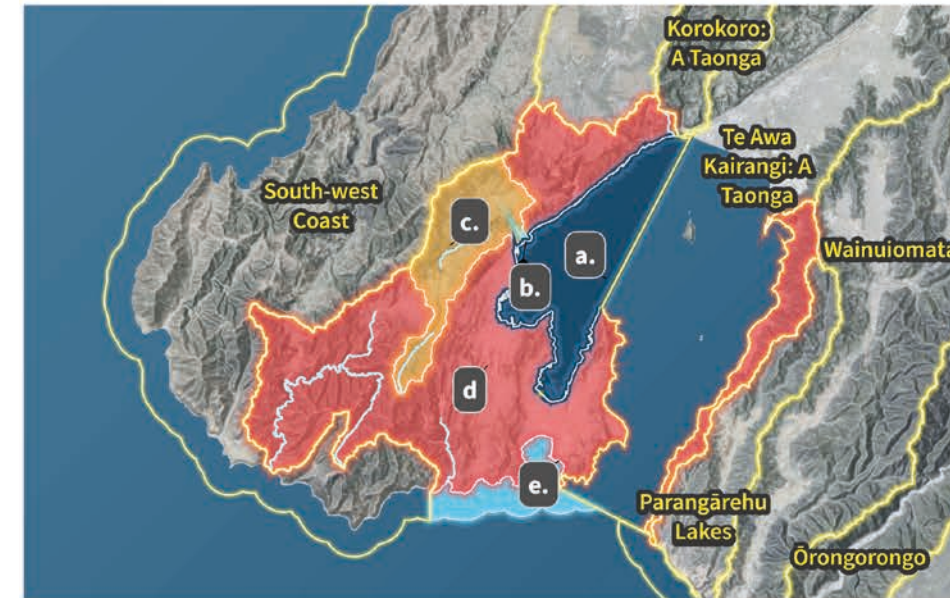 Korokoro:
A Taonga
Te Awa
Kairangi: A
Taonga
South-west
Coast
c.
a.
Wainuiomata
b.
d
e.
Parangārehu
Lakes
Ōrongorongo